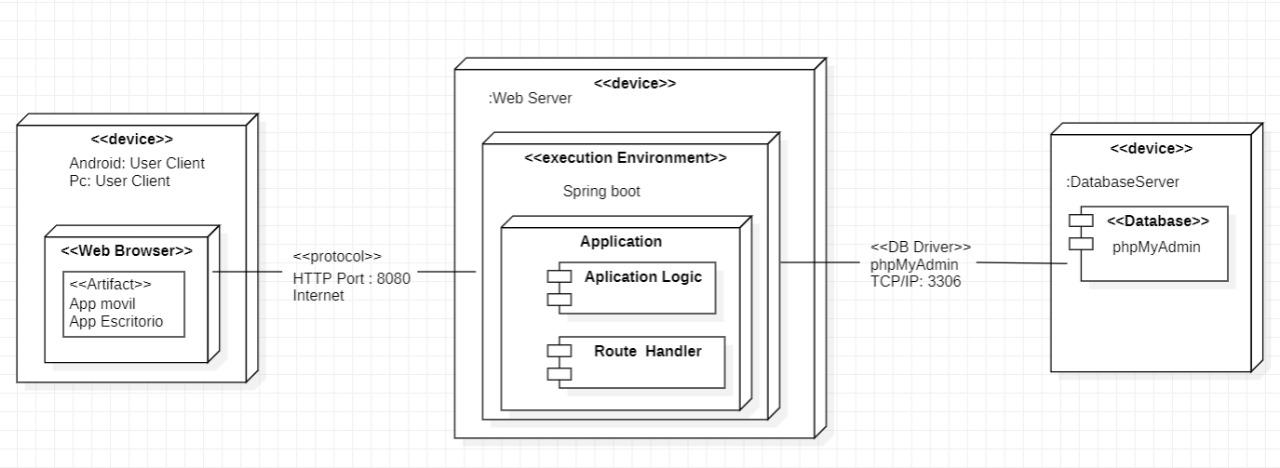 <<device>>
Android: User Client
Pc: User Client
<<Web Browser>>
<<Artifact>>
App movil
App Escritorio
<<protocol>>
HTTP Port : 8080
Internet
<<device>>
:Web Server
<<execution Environment>>
Spring boot
Application
Aplication Logic
Route Handler
<<DB Driver>>
phpMyAdmin
TCP/IP: 3306
<<device>>
:DatabaseServer
<<Database>>
phpMyAdmin